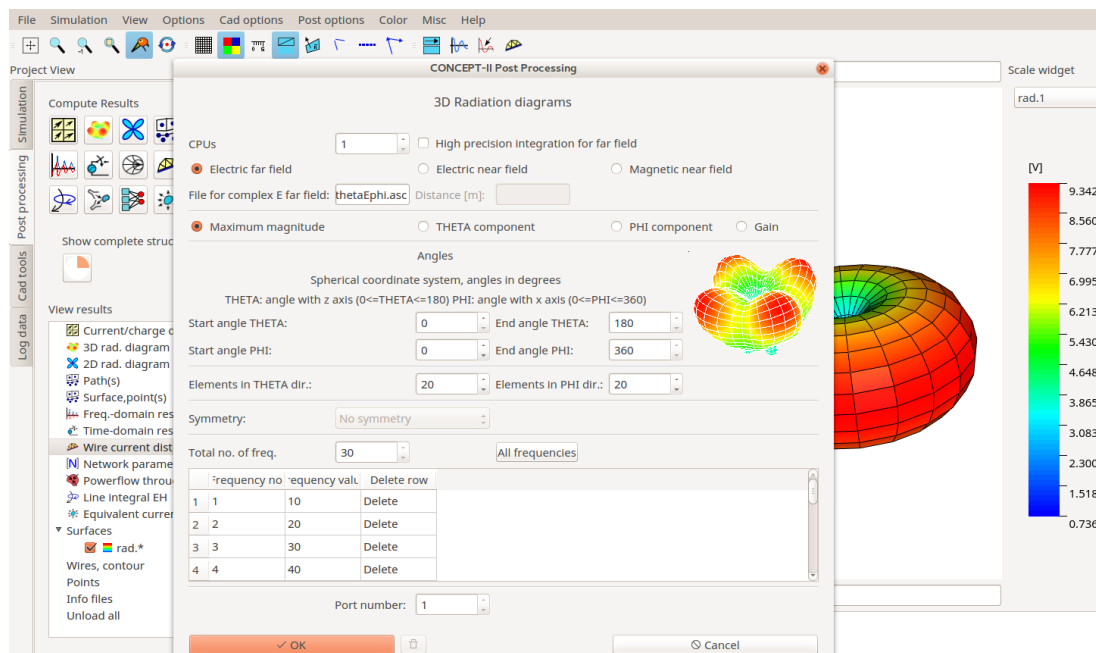 File Simulation View Options Cad options Post options Color Misc Help
Project View
CONCEPT-II Post Processing
Scale widget
Simulation
Post processing
Cad tools
Log data
Compute Results
Show complete struc
View results
Current/charge d
3D rad. diagram
2D rad. diagram
Path(s)
Surface,point(s)
Freq.-domain res
Time-domain res
Wire current dist
[N] Network parame
Powerflow throu
Line integral EH
Equivalent currer
Surfaces
rad.*
Wires, contour
Points
Info files
Unload all
3D Radiation diagrams
CPUs 1 High precision integration for far field
Electric far field Electric near field Magnetic near field
File for complex E far field: thetaEphi.asc Distance [m]:
Maximum magnitude THETA component PHI component Gain
Angles
Spherical coordinate system, angles in degrees
THETA: angle with z axis (0<=THETA<=180) PHI: angle with x axis (0<=PHI<=360)
Start angle THETA: 0 End angle THETA: 180
Start angle PHI: 0 End angle PHI: 360
Elements in THETA dir.: 20 Elements in PHI dir.: 20
Symmetry: No symmetry
Total no. of freq. 30 All frequencies
requency no equency valu Delete row
1 1 10 Delete
2 2 20 Delete
3 3 30 Delete
4 4 40 Delete
Port number: 1
OK Cancel
rad.1
[V]
9.342
8.560
7.777
6.995
6.213
5.430
4.648
3.865
3.083
2.300
1.518
0.736